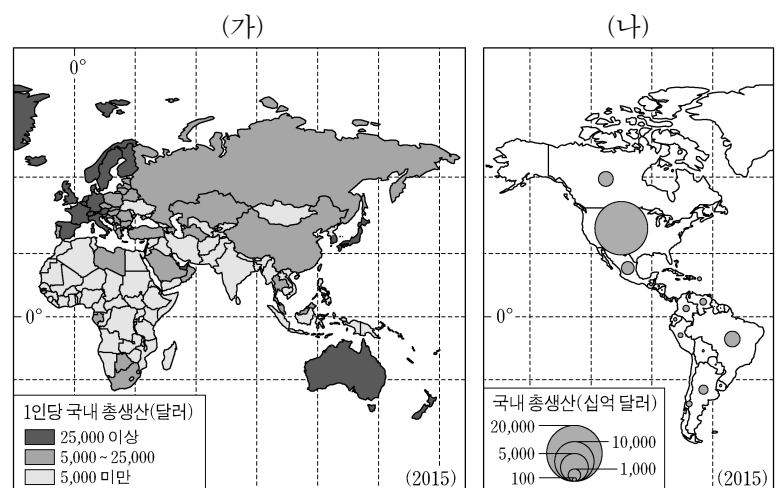 (가)
(나)
0°
0°
1인당 국내 총생산(달러)
25,000 이상
5,000 ~ 25,000
5,000 미만
(2015)
0°
국내 총생산(십억 달러)
20,000
10,000
5,000
1,000
100
(2015)